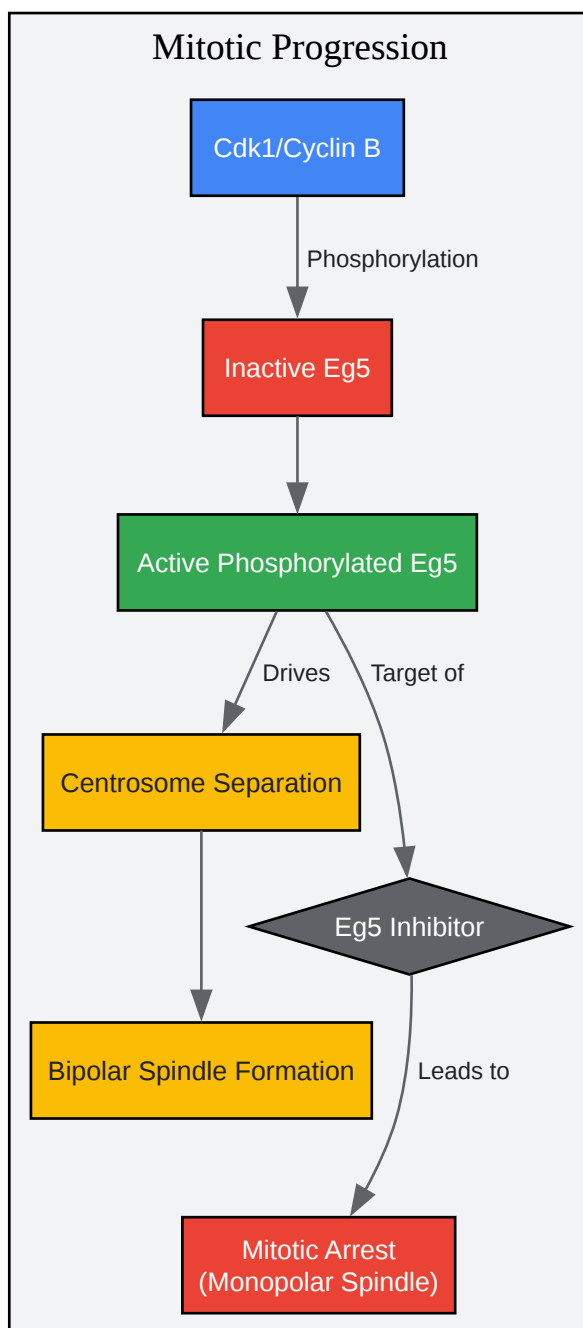 Mitotic Progression
Cdk1/Cyclin B
Phosphorylation
Inactive Eg5
Active Phosphorylated Eg5
Drives
Target of
Centrosome Separation
Eg5 Inhibitor
Bipolar Spindle Formation
Leads to
Mitotic Arrest
(Monopolar Spindle)